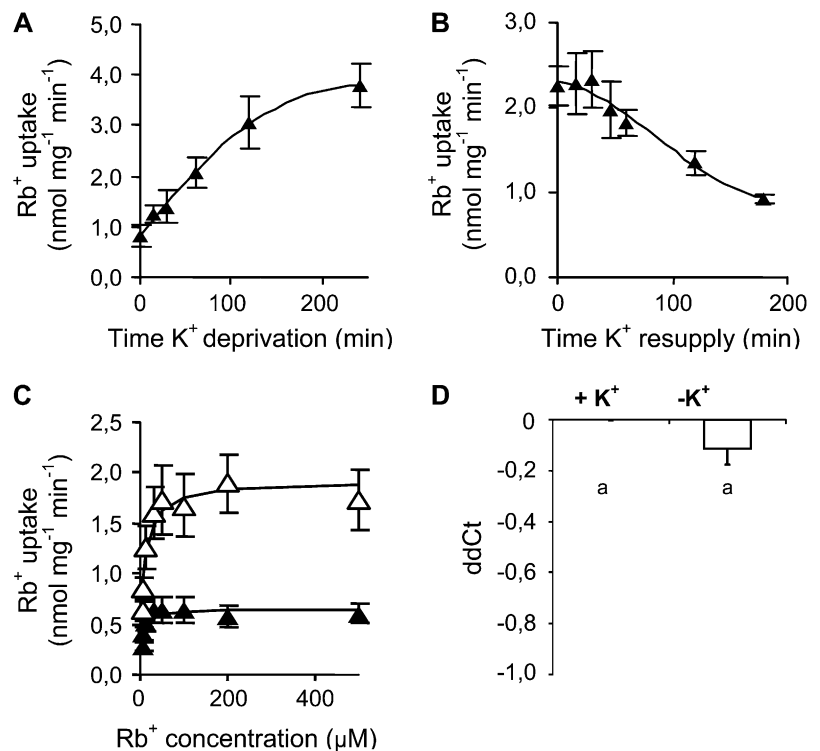 A
5,0
4,0
3,0
2,0
1,0
0,0
Rb+ uptake
(nmol mg-1 min-1)
0 100 200
Time K+ deprivation (min)
B
3,0
2,0
1,0
0,0
Rb+ uptake
(nmol mg-1 min-1)
0 100 200
Time K+ resupply (min)
C
2,5
2,0
1,5
1,0
0,5
0,0
Rb+ uptake
(nmol mg-1 min-1)
0 200 400
Rb+ concentration (µM)
D
+ K+ -K+
0
-0,2
-0,4
-0,6
-0,8
-1,0
ddCt
a a